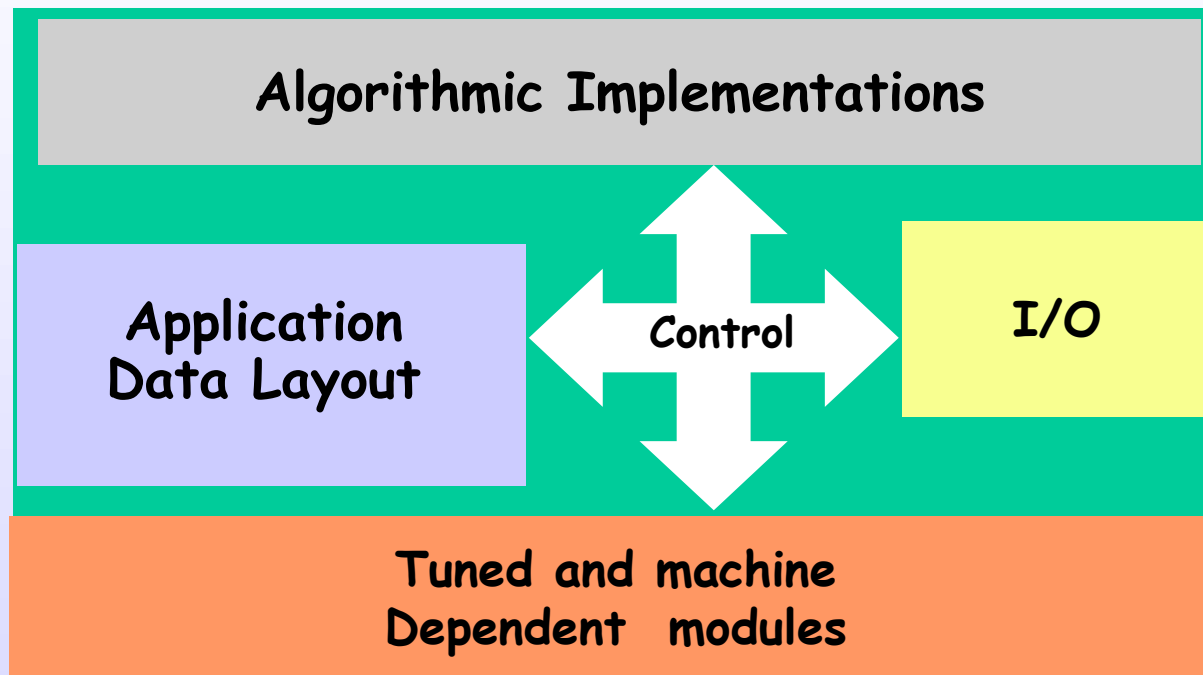 Algorithmic Implementations
Application
Data Layout
Control
I/O
Tuned and machine
Dependent modules